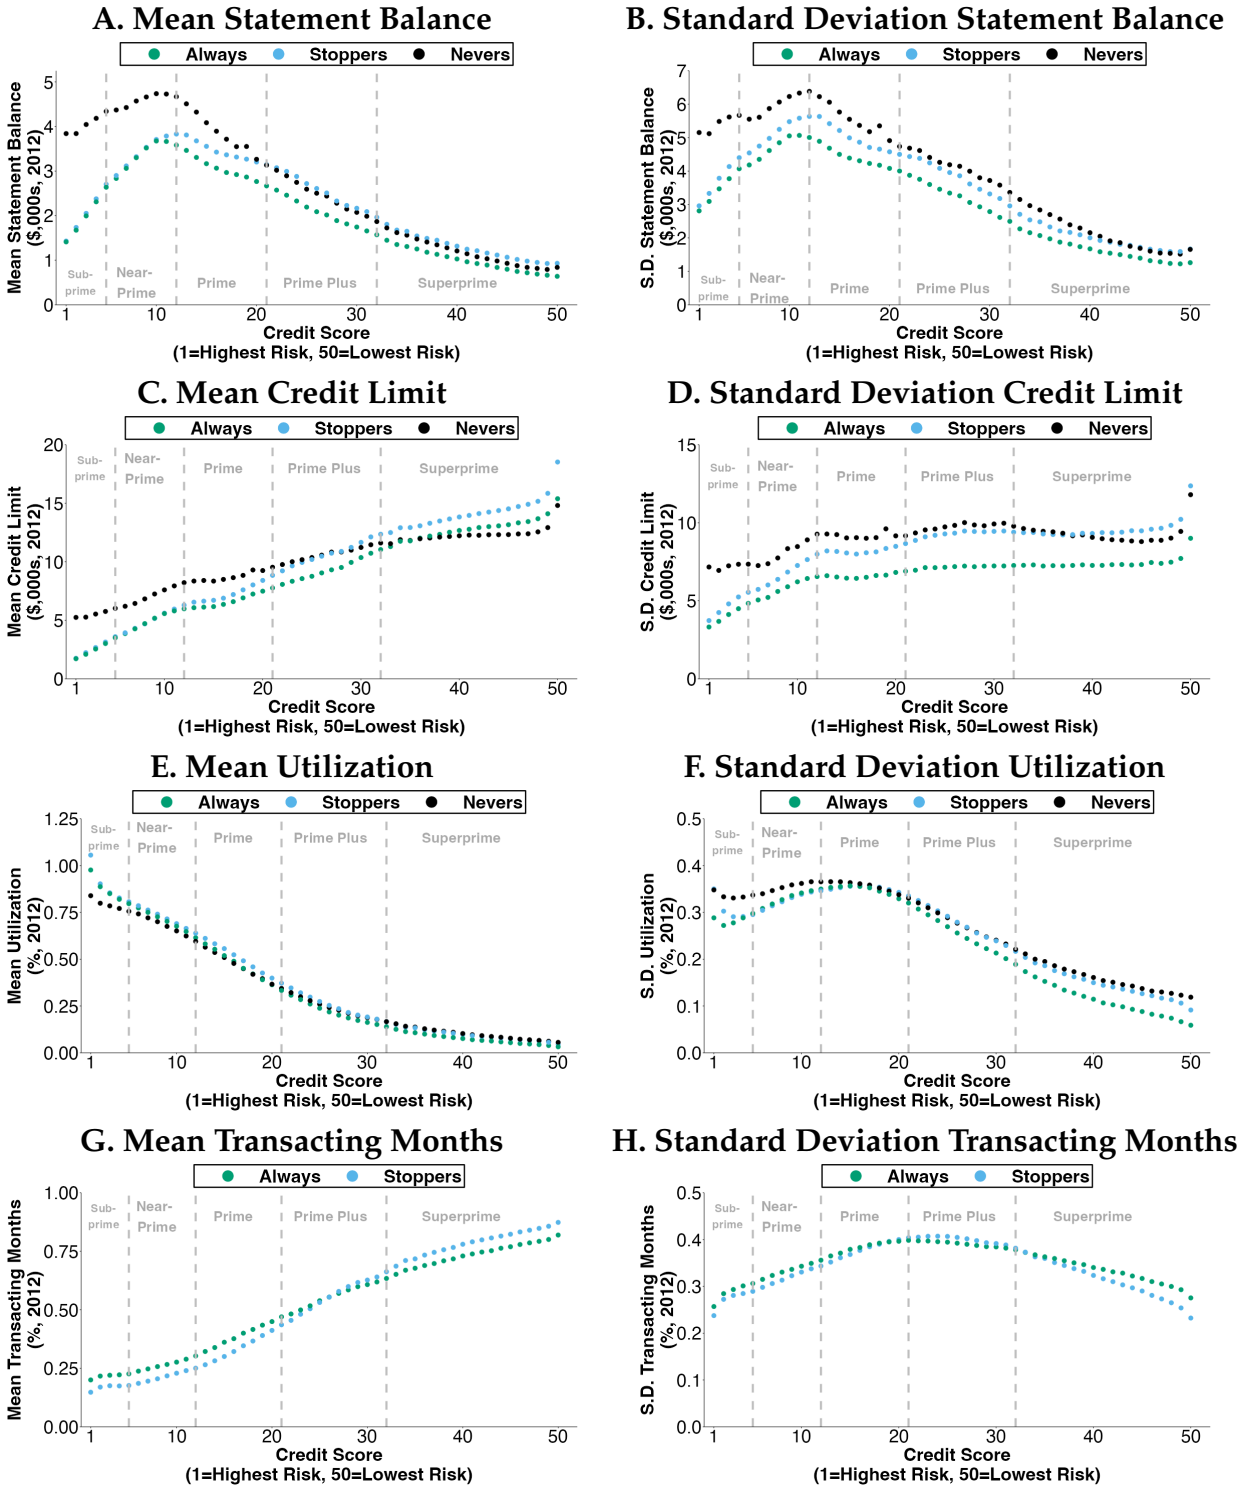 A. Mean Statement Balance
Always Stoppers Nevers
Mean Statement Balance
($,000s, 2012)
5
4
3
2
1
0
Sub-
prime
Near-
Prime
Prime
Prime Plus
Superprime
1 10 20 30 40 50
Credit Score
(1=Highest Risk, 50=Lowest Risk)
B. Standard Deviation Statement Balance
Always Stoppers Nevers
S.D. Statement Balance
($,000s, 2012)
7
6
5
4
3
2
1
0
Sub-
prime
Near-
Prime
Prime
Prime Plus
Superprime
1 10 20 30 40 50
Credit Score
(1=Highest Risk, 50=Lowest Risk)
C. Mean Credit Limit
Always Stoppers Nevers
Mean Credit Limit
($,000s, 2012)
20
15
10
5
0
Sub-
prime
Near-
Prime
Prime
Prime Plus
Superprime
1 10 20 30 40 50
Credit Score
(1=Highest Risk, 50=Lowest Risk)
D. Standard Deviation Credit Limit
Always Stoppers Nevers
S.D. Credit Limit
($,000s, 2012)
15
10
5
0
Sub-
prime
Near-
Prime
Prime
Prime Plus
Superprime
1 10 20 30 40 50
Credit Score
(1=Highest Risk, 50=Lowest Risk)
E. Mean Utilization
Always Stoppers Nevers
Mean Utilization
(%, 2012)
1.25
1.00
0.75
0.50
0.25
0.00
Sub-
prime
Near-
Prime
Prime
Prime Plus
Superprime
1 10 20 30 40 50
Credit Score
(1=Highest Risk, 50=Lowest Risk)
F. Standard Deviation Utilization
Always Stoppers Nevers
S.D. Utilization
(%, 2012)
0.5
0.4
0.3
0.2
0.1
0.0
Sub-
prime
Near-
Prime
Prime
Prime Plus
Superprime
1 10 20 30 40 50
Credit Score
(1=Highest Risk, 50=Lowest Risk)
G. Mean Transacting Months
Always Stoppers
Mean Transacting Months
(%, 2012)
1.00
0.75
0.50
0.25
0.00
Sub-
prime
Near-
Prime
Prime
Prime Plus
Superprime
1 10 20 30 40 50
Credit Score
(1=Highest Risk, 50=Lowest Risk)
H. Standard Deviation Transacting Months
Always Stoppers
S.D. Transacting Months
(%, 2012)
0.5
0.4
0.3
0.2
0.1
0.0
Sub-
prime
Near-
Prime
Prime
Prime Plus
Superprime
1 10 20 30 40 50
Credit Score
(1=Highest Risk, 50=Lowest Risk)